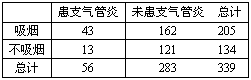 患支气管炎 未患支气管炎 总计
吸烟 43 162 205
不吸烟 13 121 134
总计 56 283 339